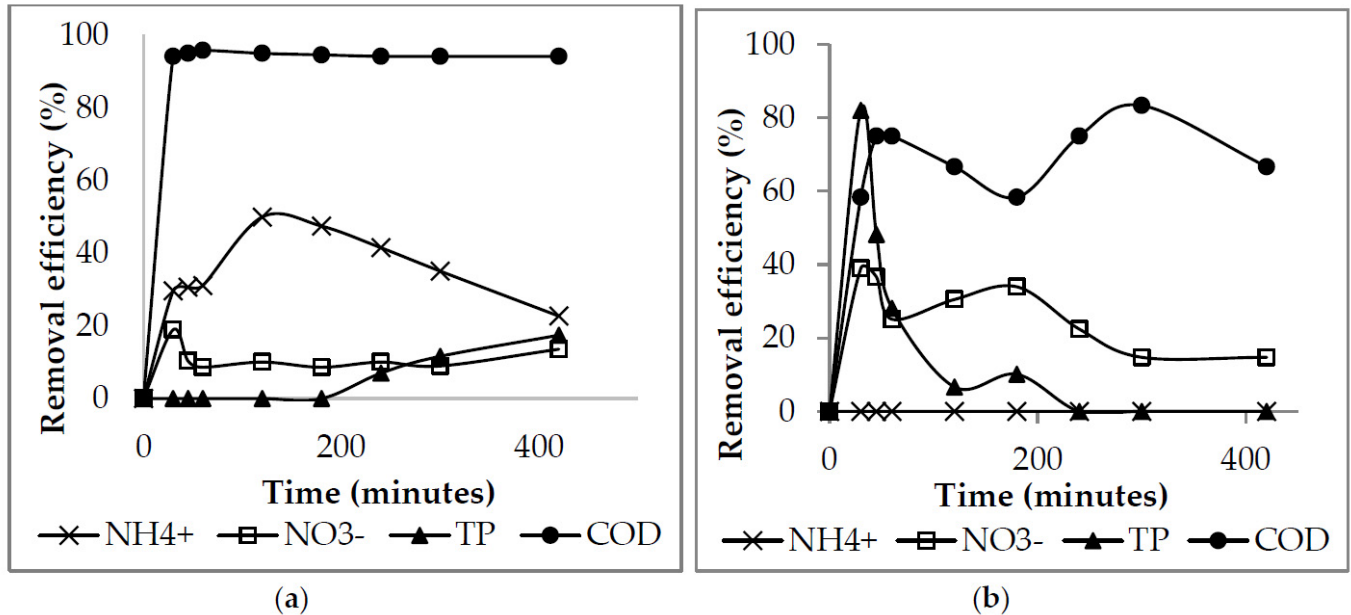 Removal efficiency (%)
100
80
60
40
20
0
0 200 400
Time (minutes)
NH4+ NO3- TP COD
(a)
Removal efficiency (%)
100
80
60
40
20
0
0 200 400
Time (minutes)
NH4+ NO3- TP COD
(b)